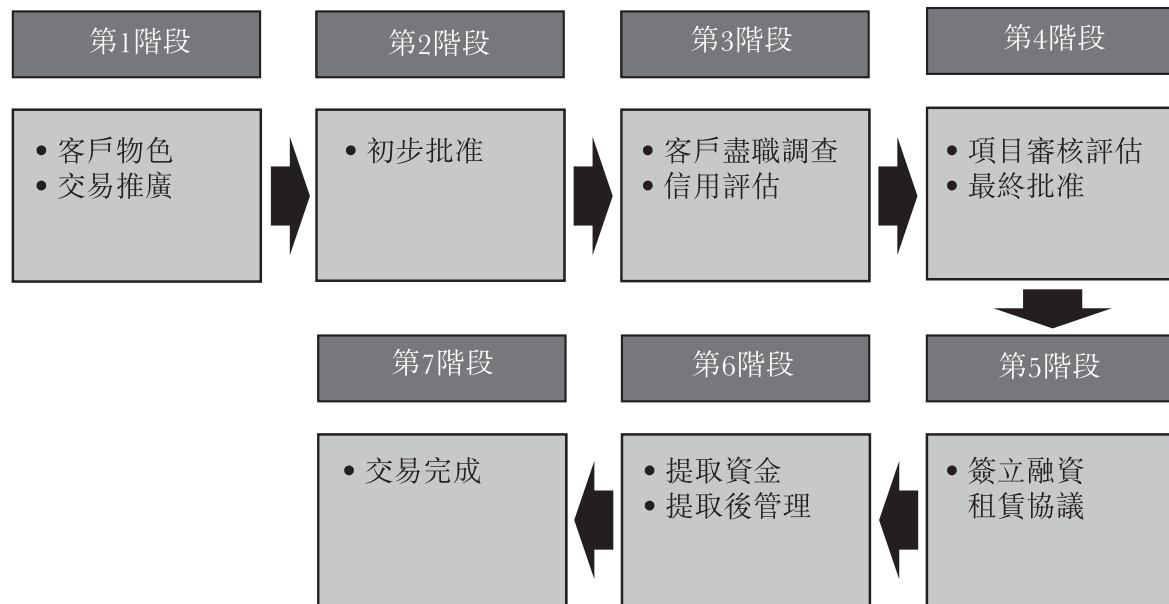 第1階段
• 客戶物色
• 交易推廣
第2階段
• 初步批准
第3階段
• 客戶盡職調查
• 信用評估
第4階段
• 項目審核評估
• 最終批准
第5階段
• 簽立融資
租賃協議
第6階段
• 提取資金
• 提取後管理
第7階段
• 交易完成